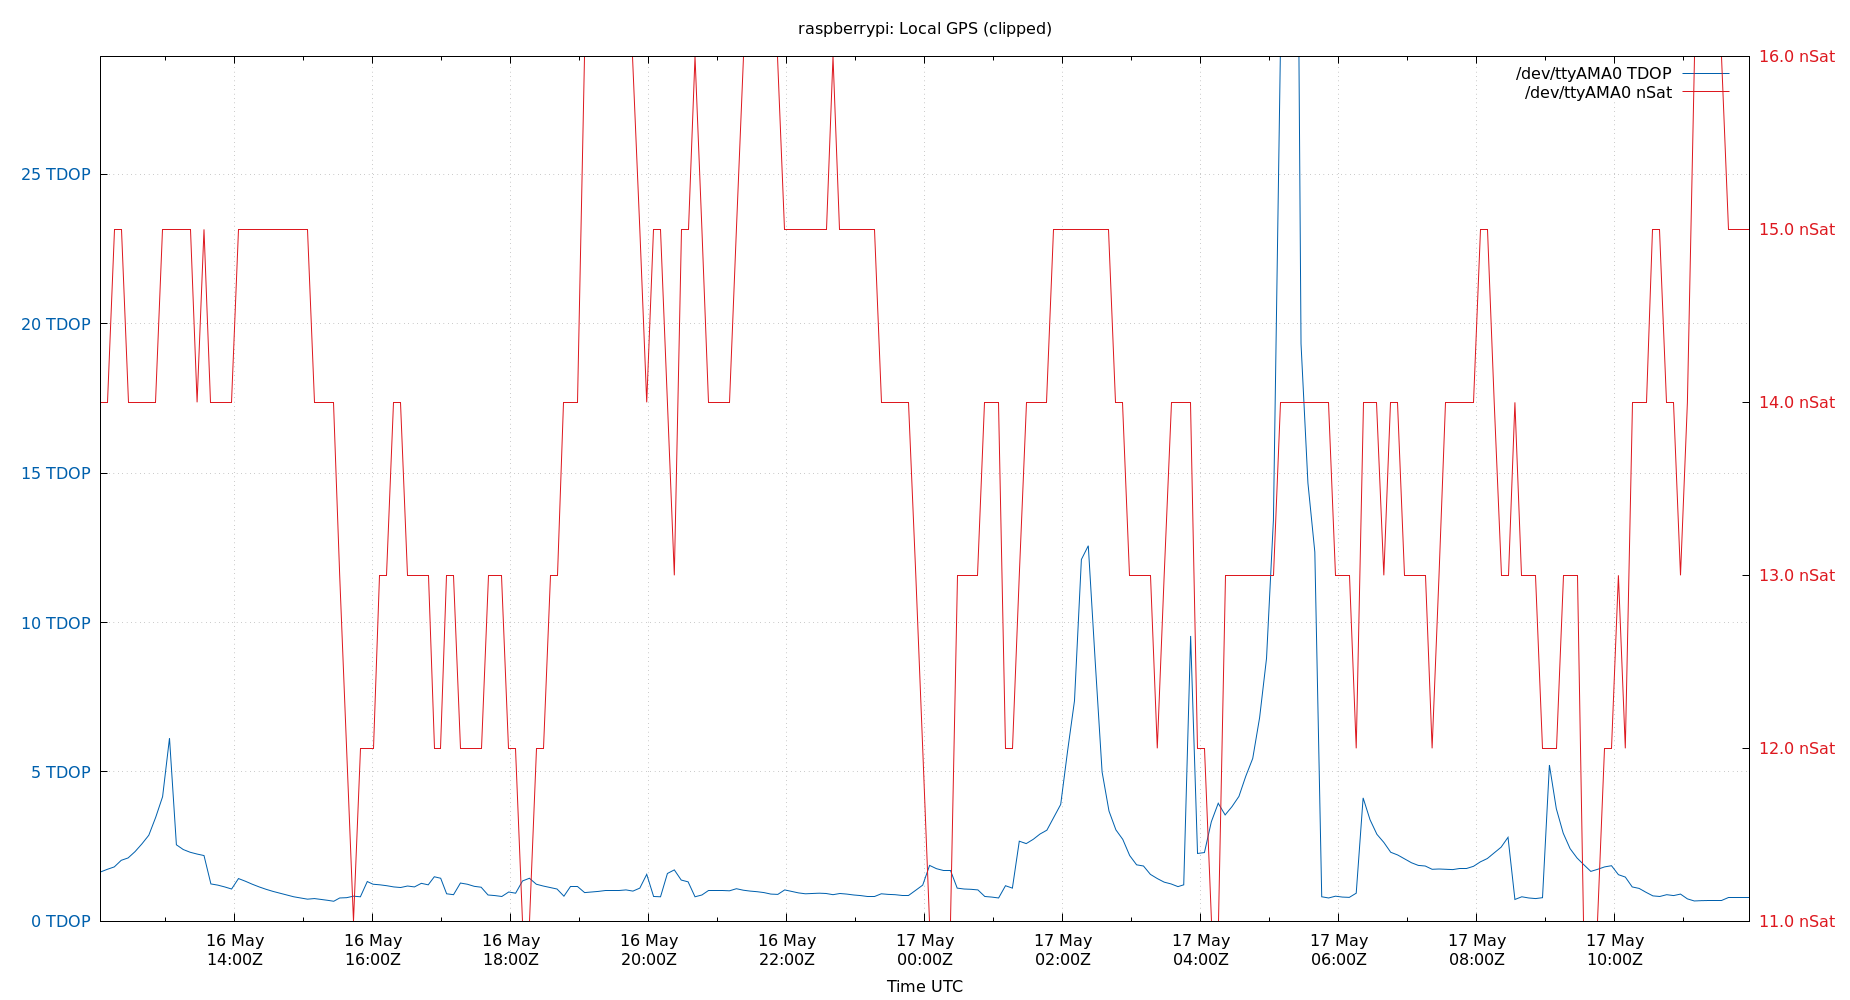 raspberrypi: Local GPS (clipped)
16.0 nSat
/dev/ttyAMA0 TDOP
/dev/ttyAMA0 nSat
25 TDOP
15.0 nSat
20 TDOP
14.0 nSat
15 TDOP
13.0 nSat
10 TDOP
12.0 nSat
5 TDOP
0 TDOP
11.0 nSat
16 May 16 May 16 May 16 May 16 May 17 May 17 May 17 May 17 May 17 May 17 May
14:00Z 16:00Z 18:00Z 20:00Z 22:00Z 00:00Z 02:00Z 04:00Z 06:00Z 08:00Z 10:00Z
Time UTC